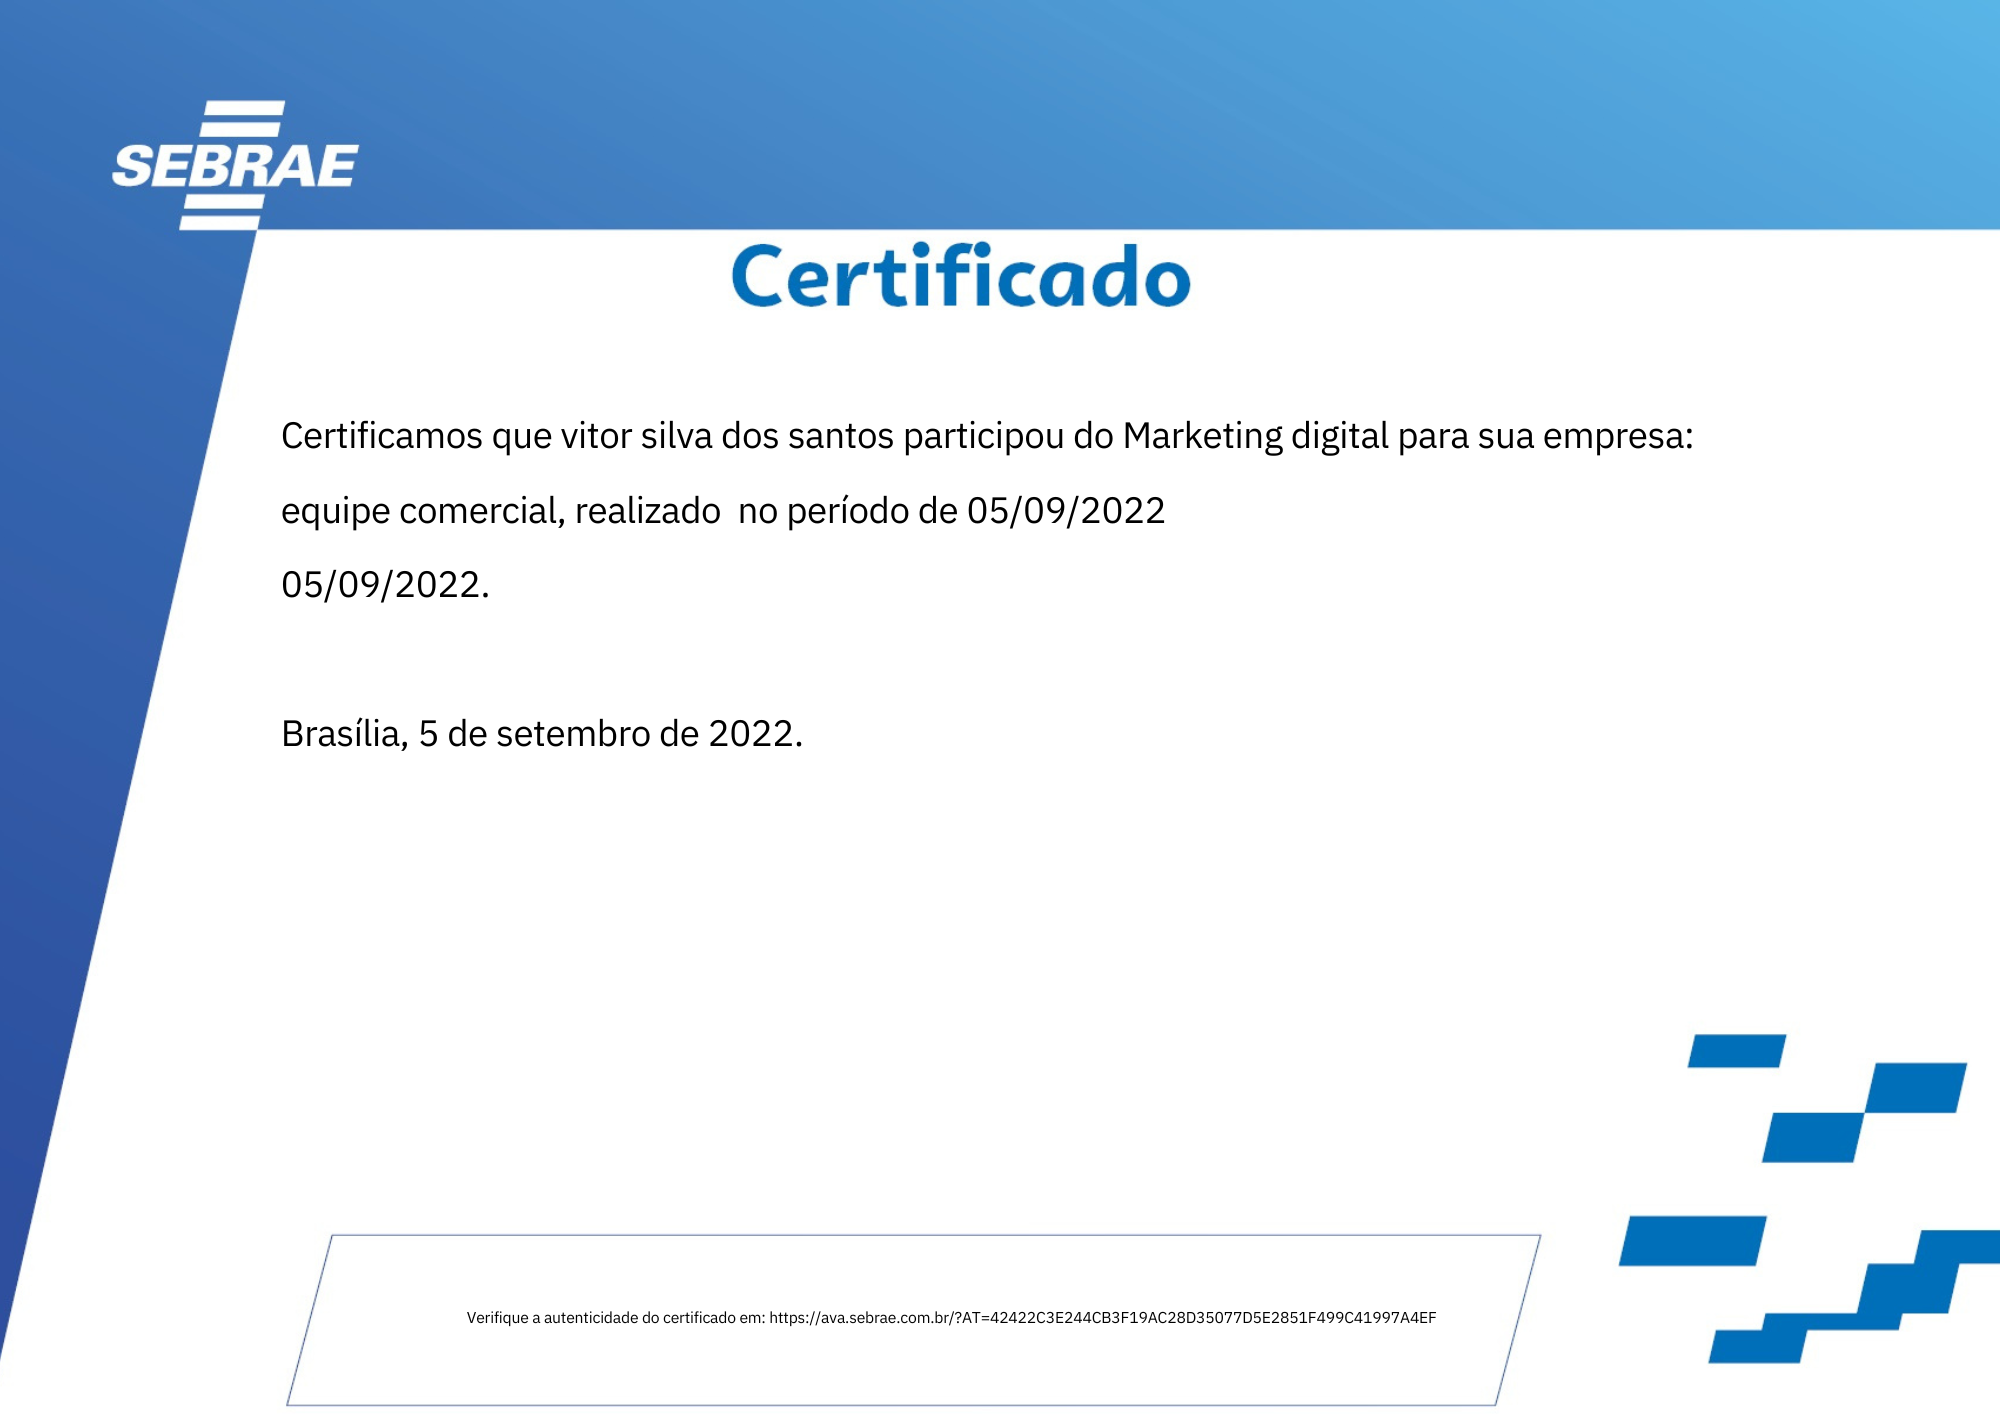 SEBRAE
Certificado
Certificamos que vitor silva dos santos participou do Marketing digital para sua empresa:
equipe comercial, realizado  no período de 05/09/2022
05/09/2022.
Brasília, 5 de setembro de 2022.
Verifique a autenticidade do certificado em: https://ava.sebrae.com.br/?AT=42422C3E244CB3F19AC28D35077D5E2851F499C41997A4EF